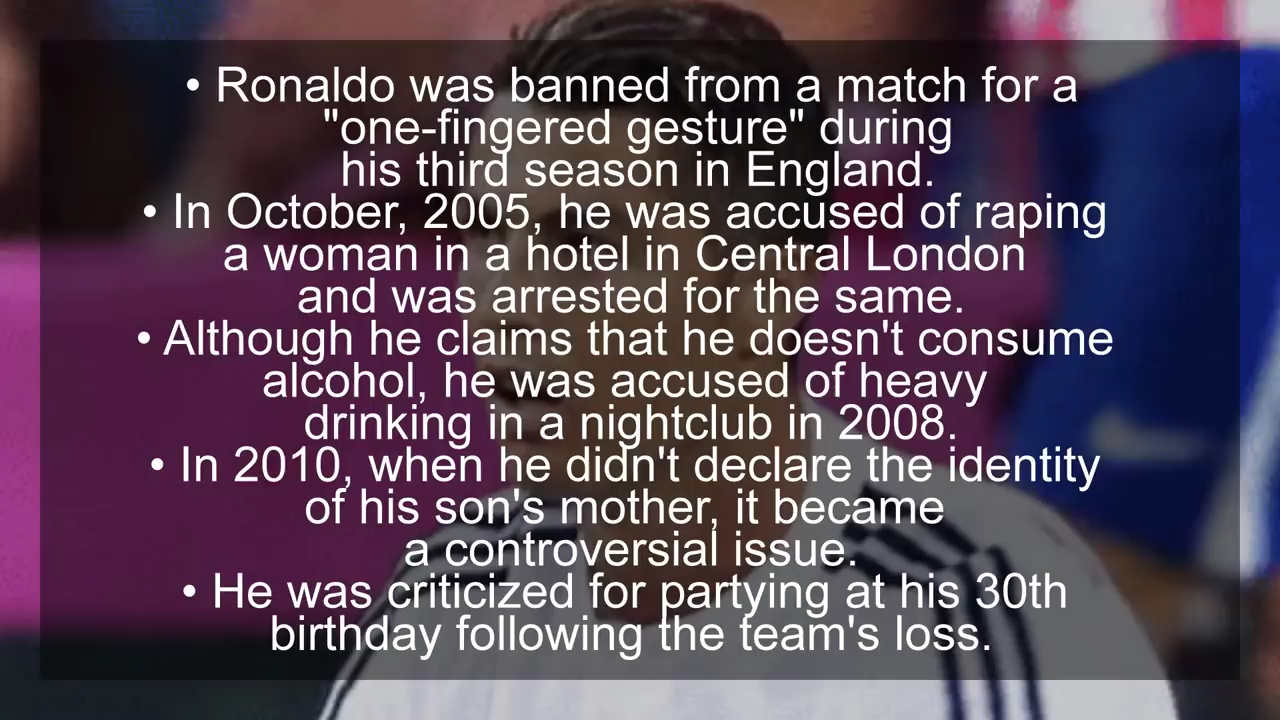 • Ronaldo was banned from a match for a
"one-fingered gesture" during
his third season in England.
• In October, 2005, he was accused of raping
a woman in a hotel in Central London
and was arrested for the same.
• Although he claims that he doesn't consume
alcohol, he was accused of heavy
drinking in a nightclub in 2008.
• In 2010, when he didn't declare the identity
of his son's mother, it became
a controversial issue.
• He was criticized for partying at his 30th
birthday following the team's loss.